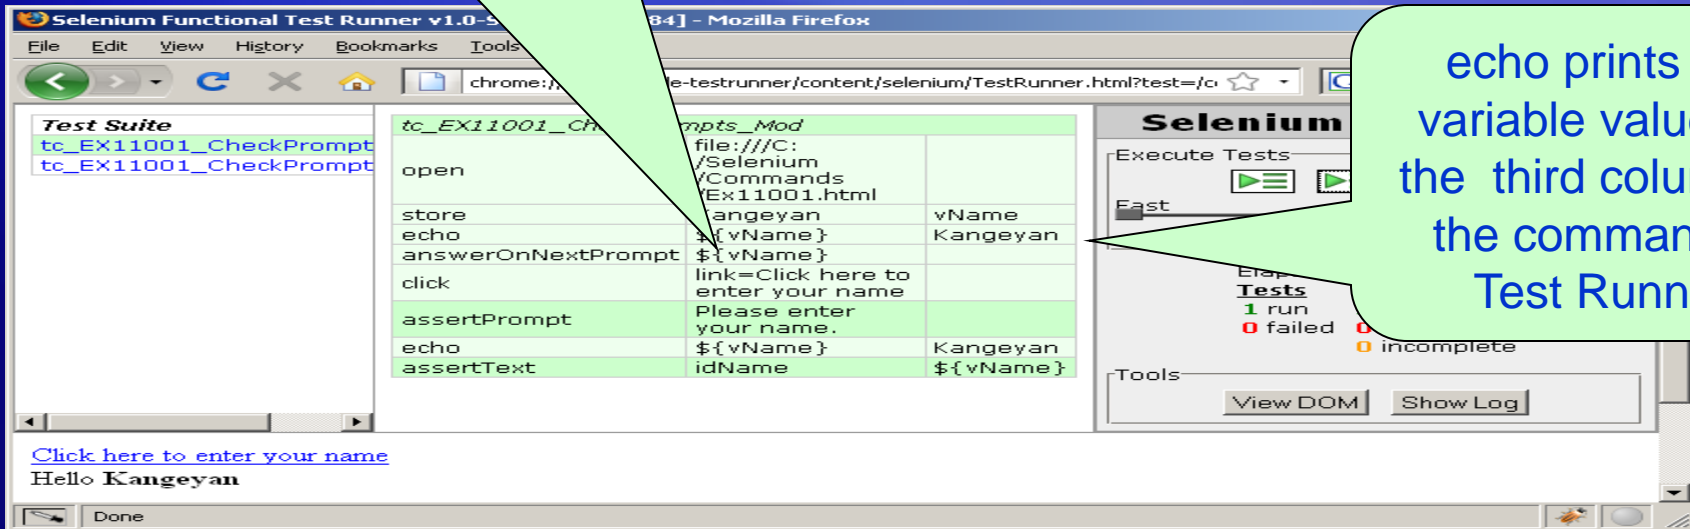 Selenium Functional Test Runner v1.0-S 84] - Mozilla Firefox
File Edit View History Bookmarks Tools
chrome:// e-testrunner/content/selenium/TestRunner.html?test=/c
Test Suite
tc_EX11001_CheckPrompt
tc_EX11001_CheckPrompt
tc_EX11001_Ch mpts_Mod
open file:///C:
/Selenium
/Commands
/Ex11001.html
store Kangeyan vName
echo ${vName} Kangeyan
answerOnNextPrompt ${vName}
click link=Click here to
enter your name
assertPrompt Please enter
your name.
echo ${vName} Kangeyan
assertText idName ${vName}
Selenium
Execute Tests
Fast
Elap
Tests
1 run
0 failed 0
0 incomplete
Tools
View DOM Show Log
echo prints
variable valu
the third colu
the comman
Test Runn
Click here to enter your name
Hello Kangeyan
Done